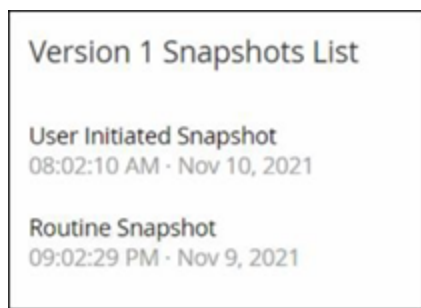 Version 1 Snapshots List
User Initiated Snapshot
08:02:10 AM · Nov 10, 2021
Routine Snapshot
09:02:29 PM · Nov 9, 2021